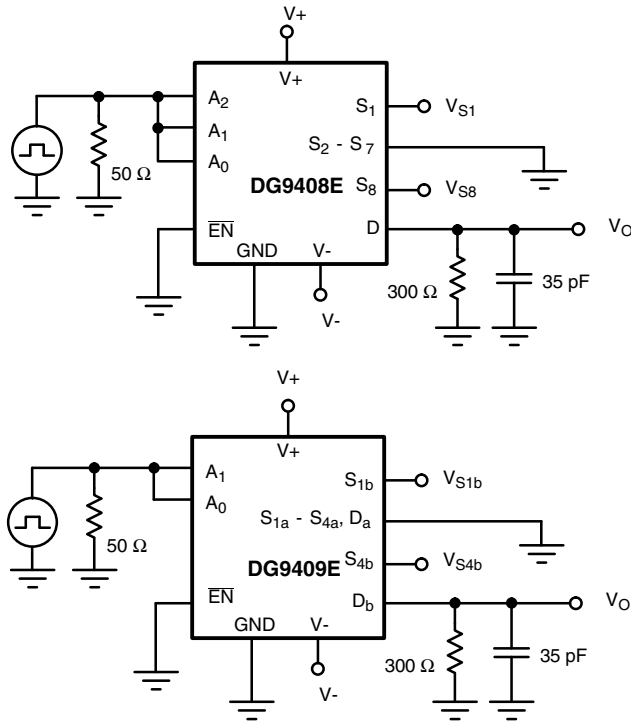 V+
V+
A2
A1
A0
50 Ω
S1
VS1
S2 - S7
DG9408E
S8
VS8
EN
D
VO
GND
V-
300 Ω
35 pF
V-
V+
V+
A1
A0
50 Ω
S1b
VS1b
S1a - S4a, Da
DG9409E
S4b
VS4b
EN
Db
VO
GND
V-
300 Ω
35 pF
V-